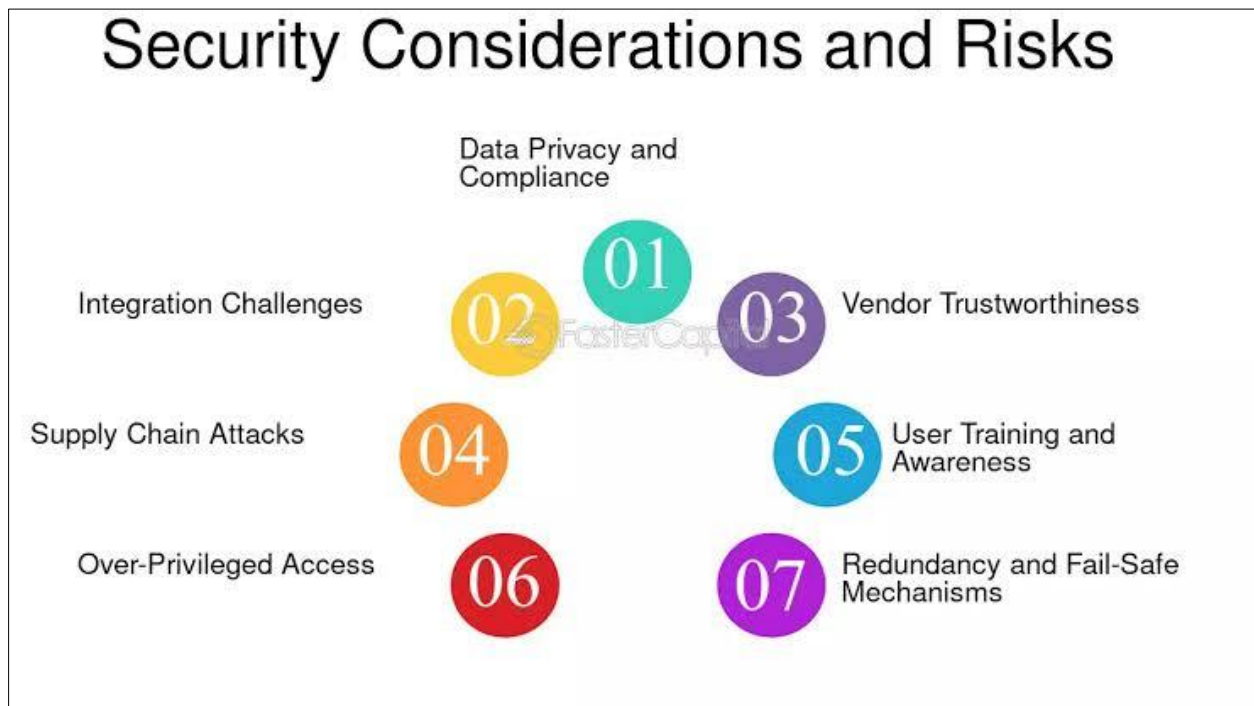 Security Considerations and Risks
Data Privacy and
Compliance
01
Integration Challenges
02
03
Vendor Trustworthiness
FasterCapital
Supply Chain Attacks
04
05
User Training and
Awareness
Over-Privileged Access
06
07
Redundancy and Fail-Safe
Mechanisms